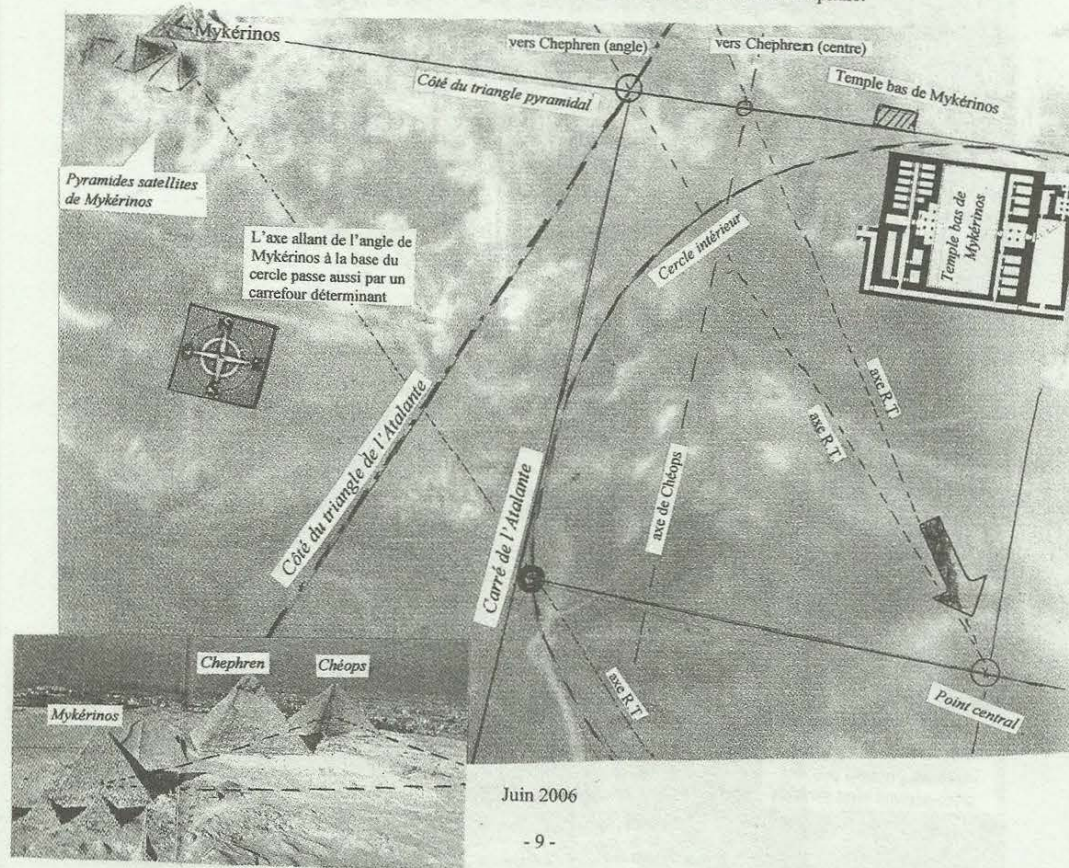 Mykérinos
vers Chephren (angle)
vers Chephren (centre)
Côté du triangle pyramidal
Temple bas de
Mykérinos
Pyramides satellites
de Mykérinos
L'axe allant de l'angle de
Mykérinos à la base du
cercle passe aussi par un
carrefour déterminant
Cercle intérieur
Temple bas de
Mykérinos
Côté du triangle de l'Atalante
Carré de l'Atalante
axe de Chéops
axe R.T
axe R.T
axe R.T
Point central
Chephren
Chéops
Mykérinos
Juin 2006
- 9 -